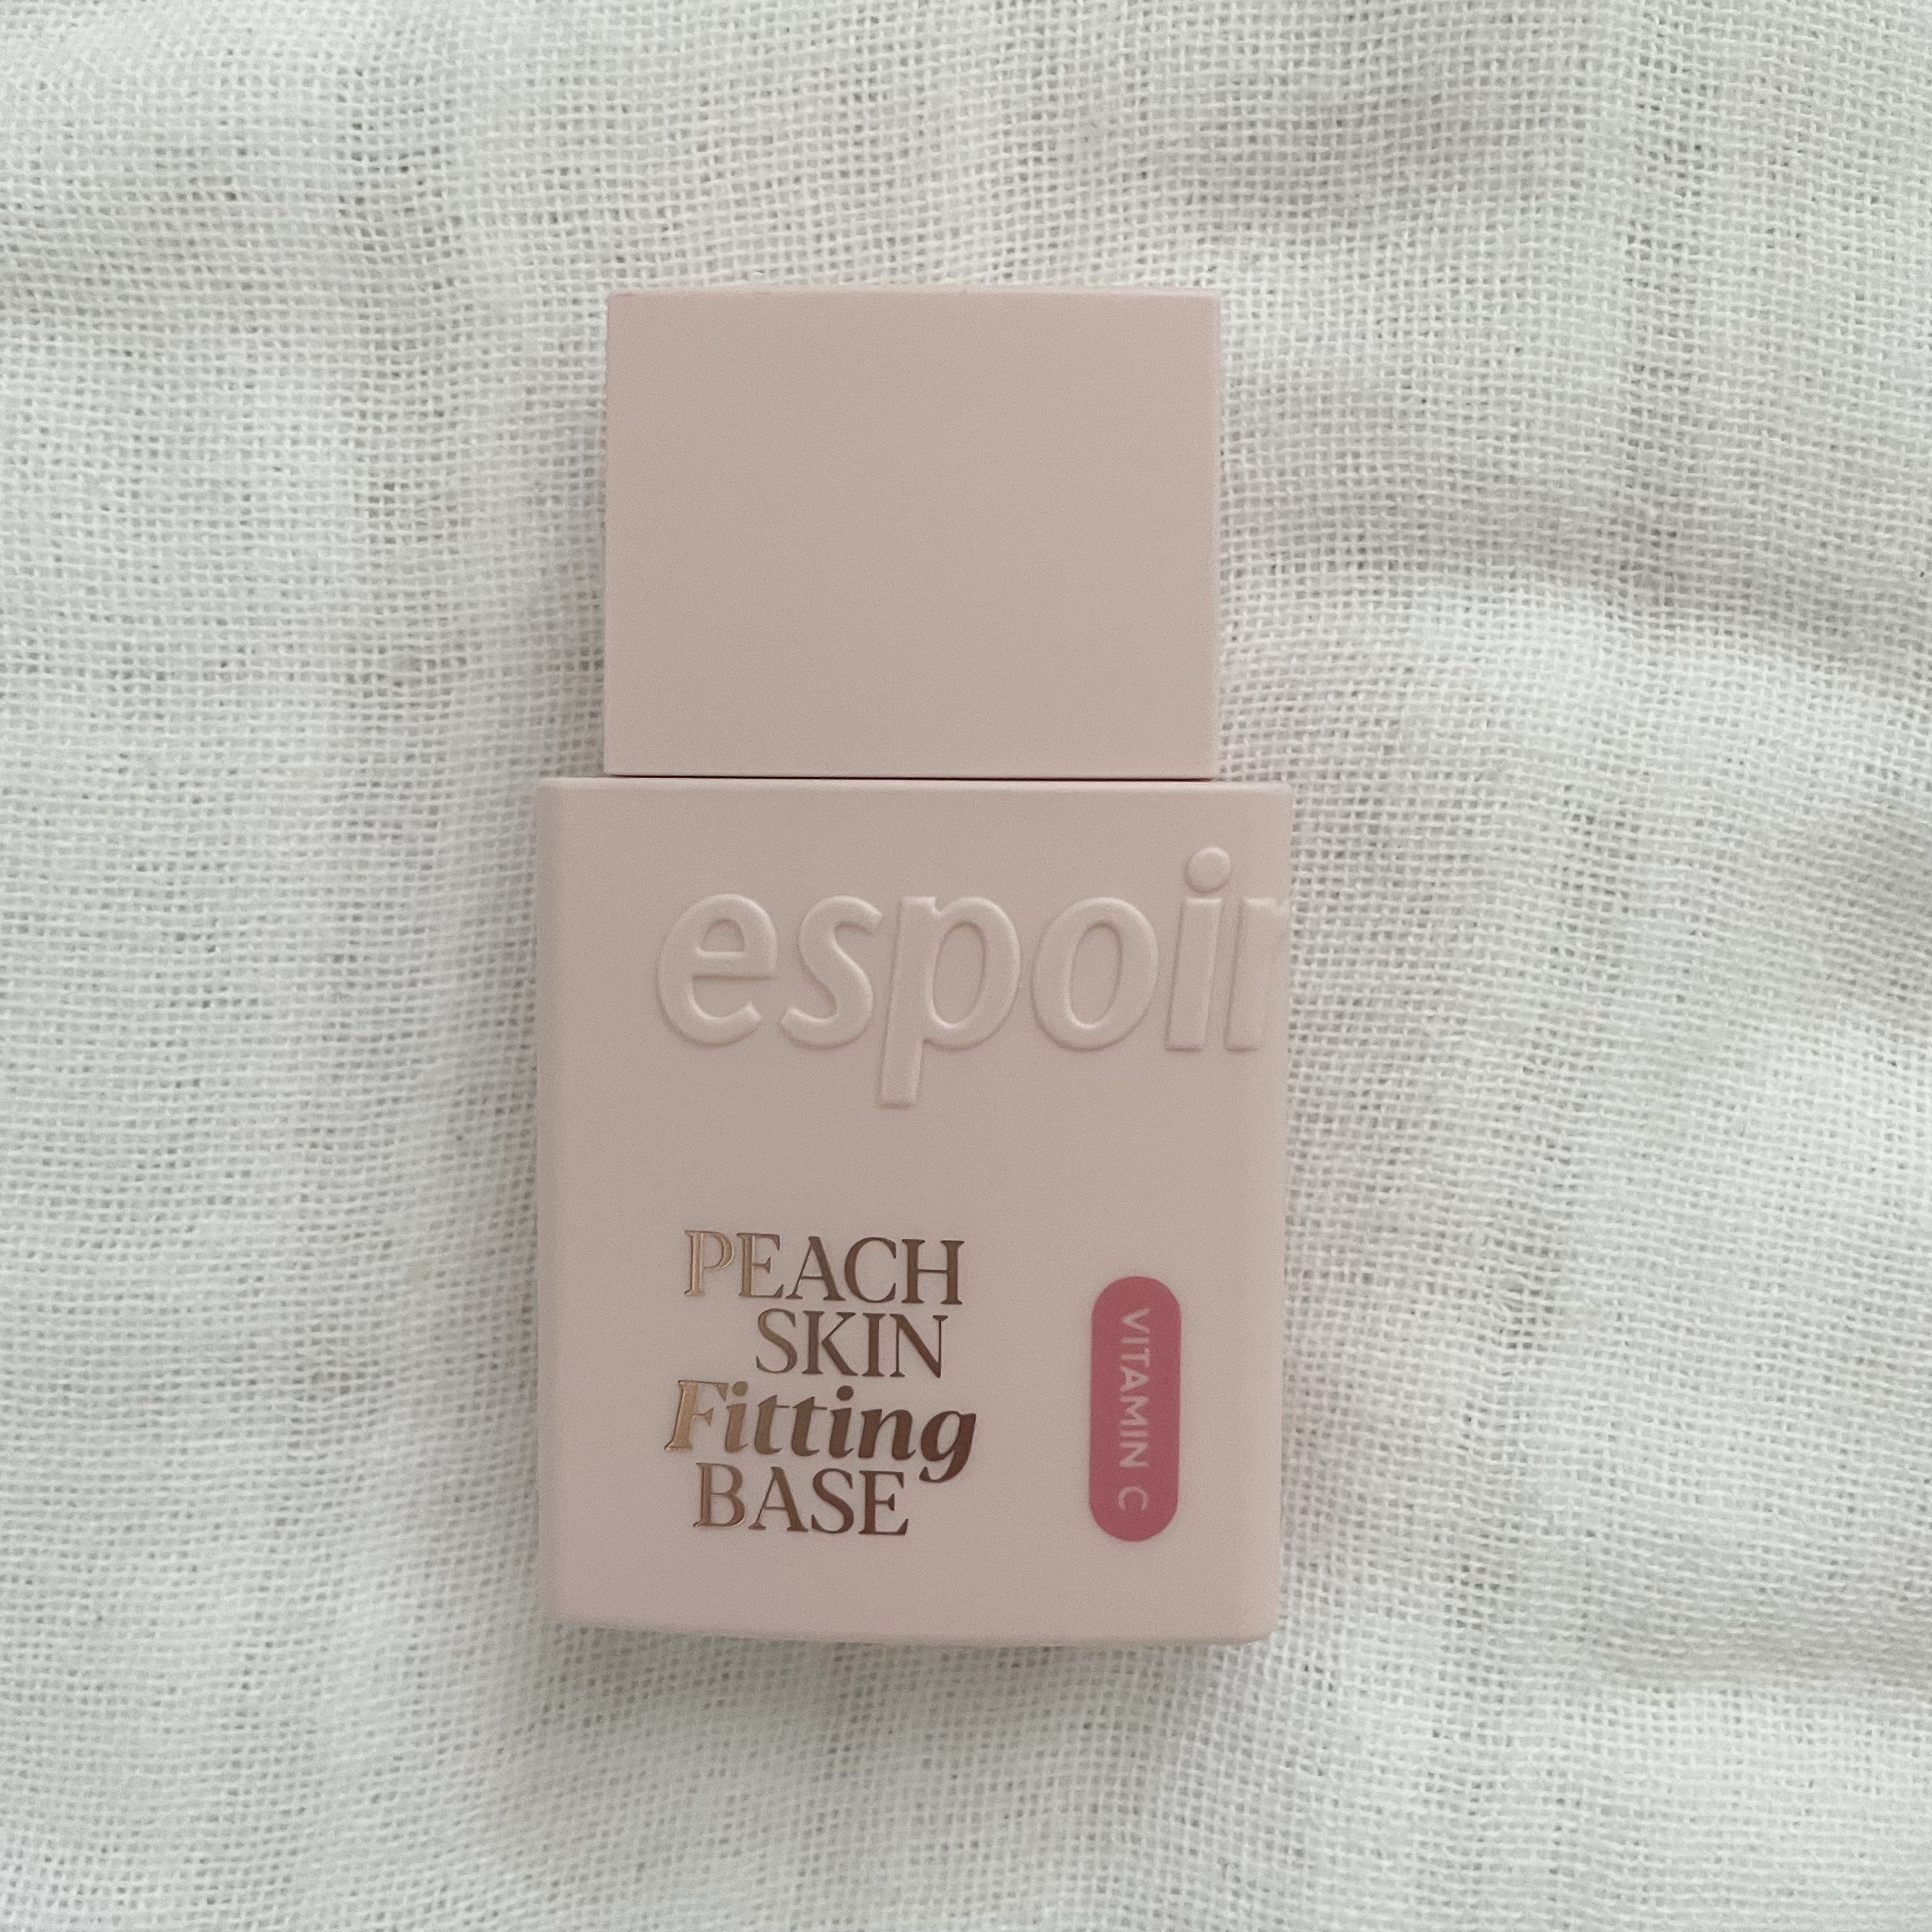 espoir
PEACH
SKIN
Fitting
BASE
VITAMIN C